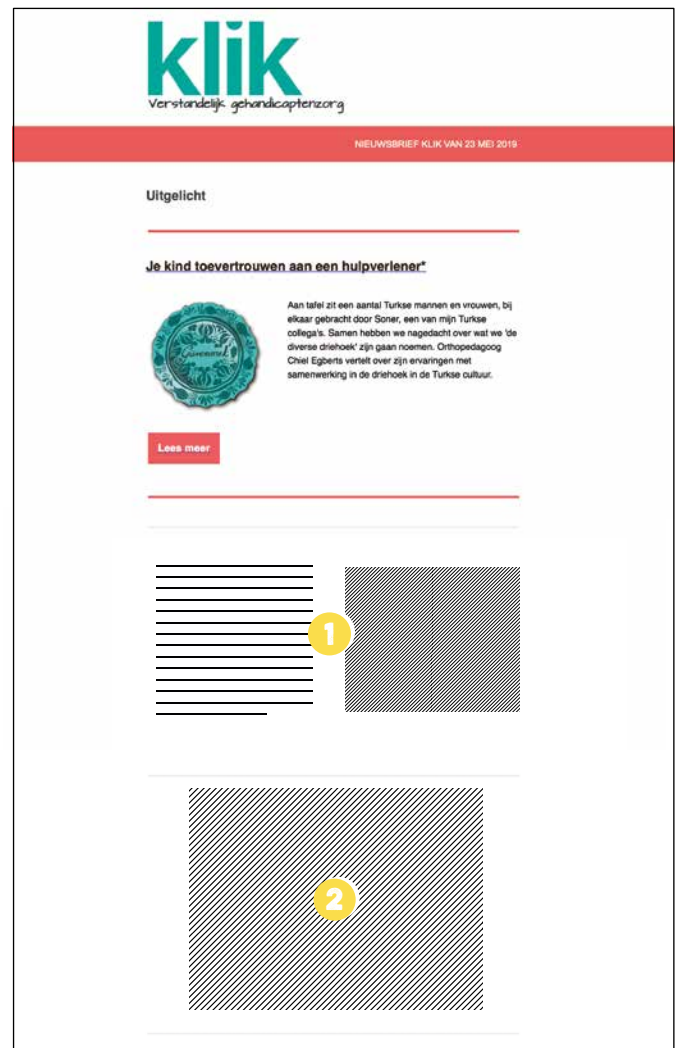 klik
Verstandelijk gehandicaptenzorg
NIEUWSBRIEF KLIK VAN 23 MEI 2019
Uitgelicht
Je kind toevertrouwen aan een hulpverlener*
Aan tafel zit een aantal Turkse mannen en vrouwen, bij
elkaar gebracht door Soner, een van mijn Turkse
collega's. Samen hebben we nagedacht over wat we 'de
diverse driehoek' zijn gaan noemen. Orthopedagoog
Chiel Egberts vertelt over zijn ervaringen met
samenwerking in de driehoek in de Turkse cultuur.
Lees meer
1
2